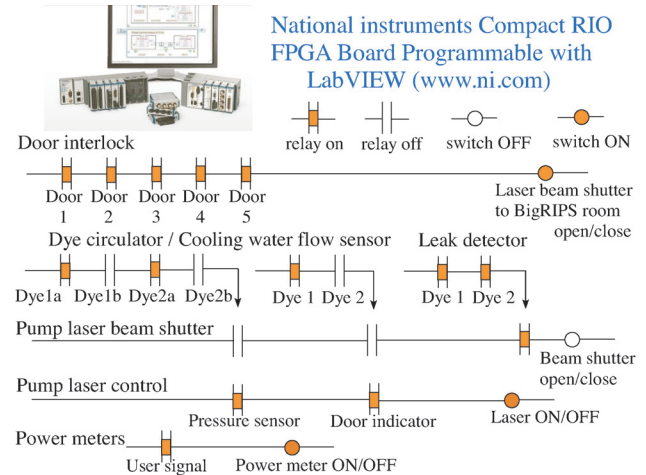 National instruments Compact RIO
FPGA Board Programmable with
LabVIEW (www.ni.com)
relay on relay off switch OFF switch ON
Door interlock
Door Door Door Door Door
1 2 3 4 5
Laser beam shutter
to BigRIPS room
open/close
Dye circulator / Cooling water flow sensor Leak detector
Dye1a Dye1b Dye2a Dye2b Dye 1 Dye 2 Dye 1 Dye 2
Pump laser beam shutter
Beam shutter
open/close
Pump laser control
Pressure sensor Door indicator Laser ON/OFF
Power meters
User signal Power meter ON/OFF